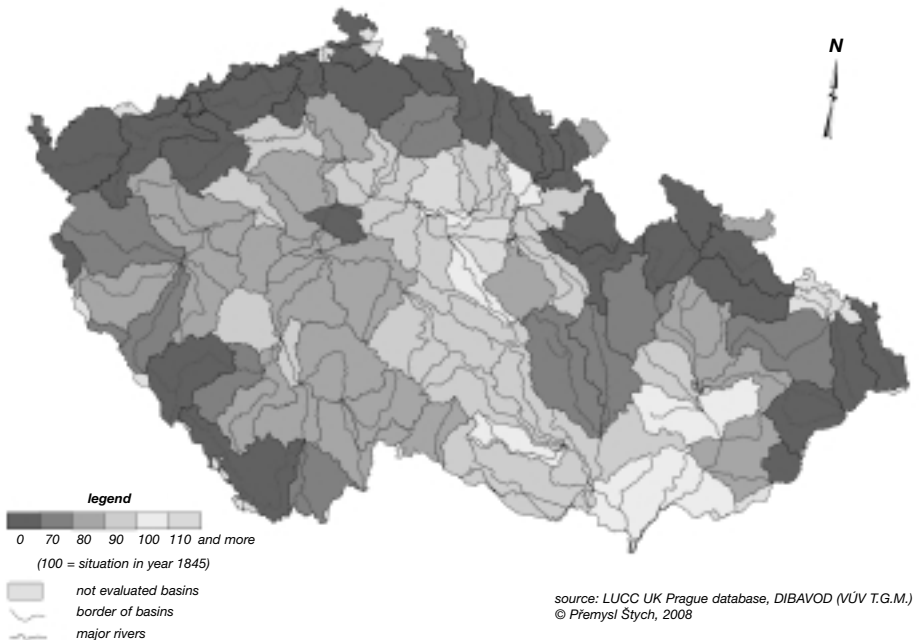 N
legend
0 70 80 90 100 110 and more
(100 = situation in year 1845)
not evaluated basins
border of basins
major rivers
source: LUCC UK Prague database, DIBAVOD (VÚV T.G.M.)
© Přemysl Štych, 2008